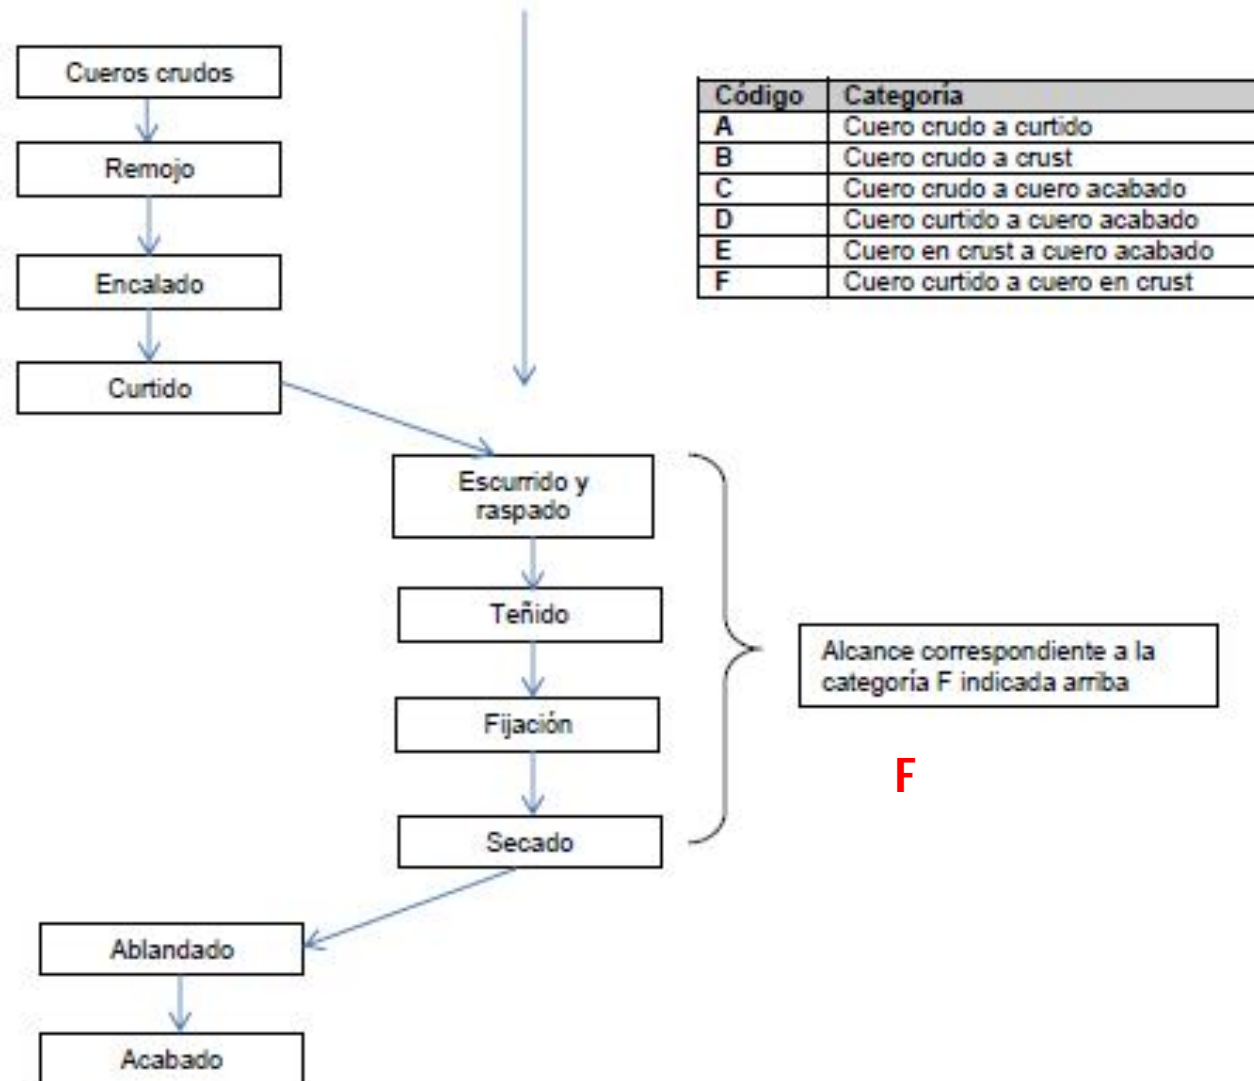 Cueros crudos
Remojo
Encalado
Curtido
Código Categoría
A Cuero crudo a curtido
B Cuero crudo a crust
C Cuero crudo a cuero acabado
D Cuero curtido a cuero acabado
E Cuero en crust a cuero acabado
F Cuero curtido a cuero en crust
Escurrido y
raspado
Teñido
Fijación
Secado
Alcance correspondiente a la
categoría F indicada arriba
F
Ablandado
Acabado